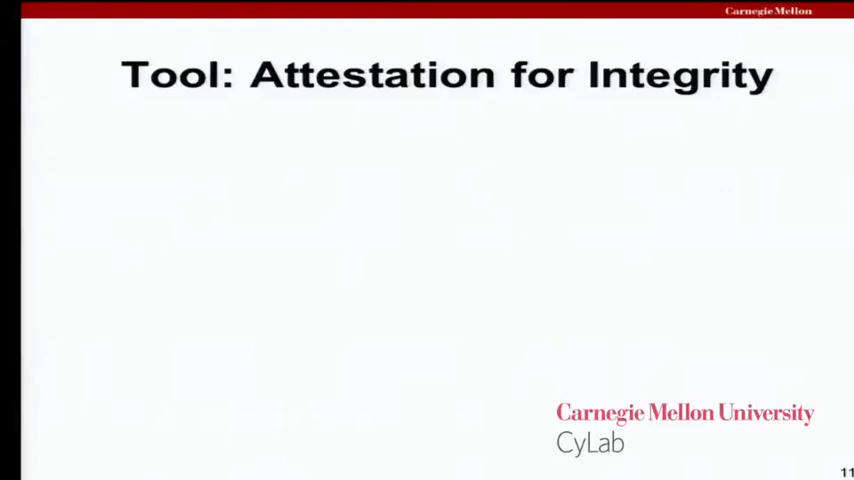 Carnegie Mellon
Tool: Attestation for Integrity
Carnegie Mellon University
CyLab
11